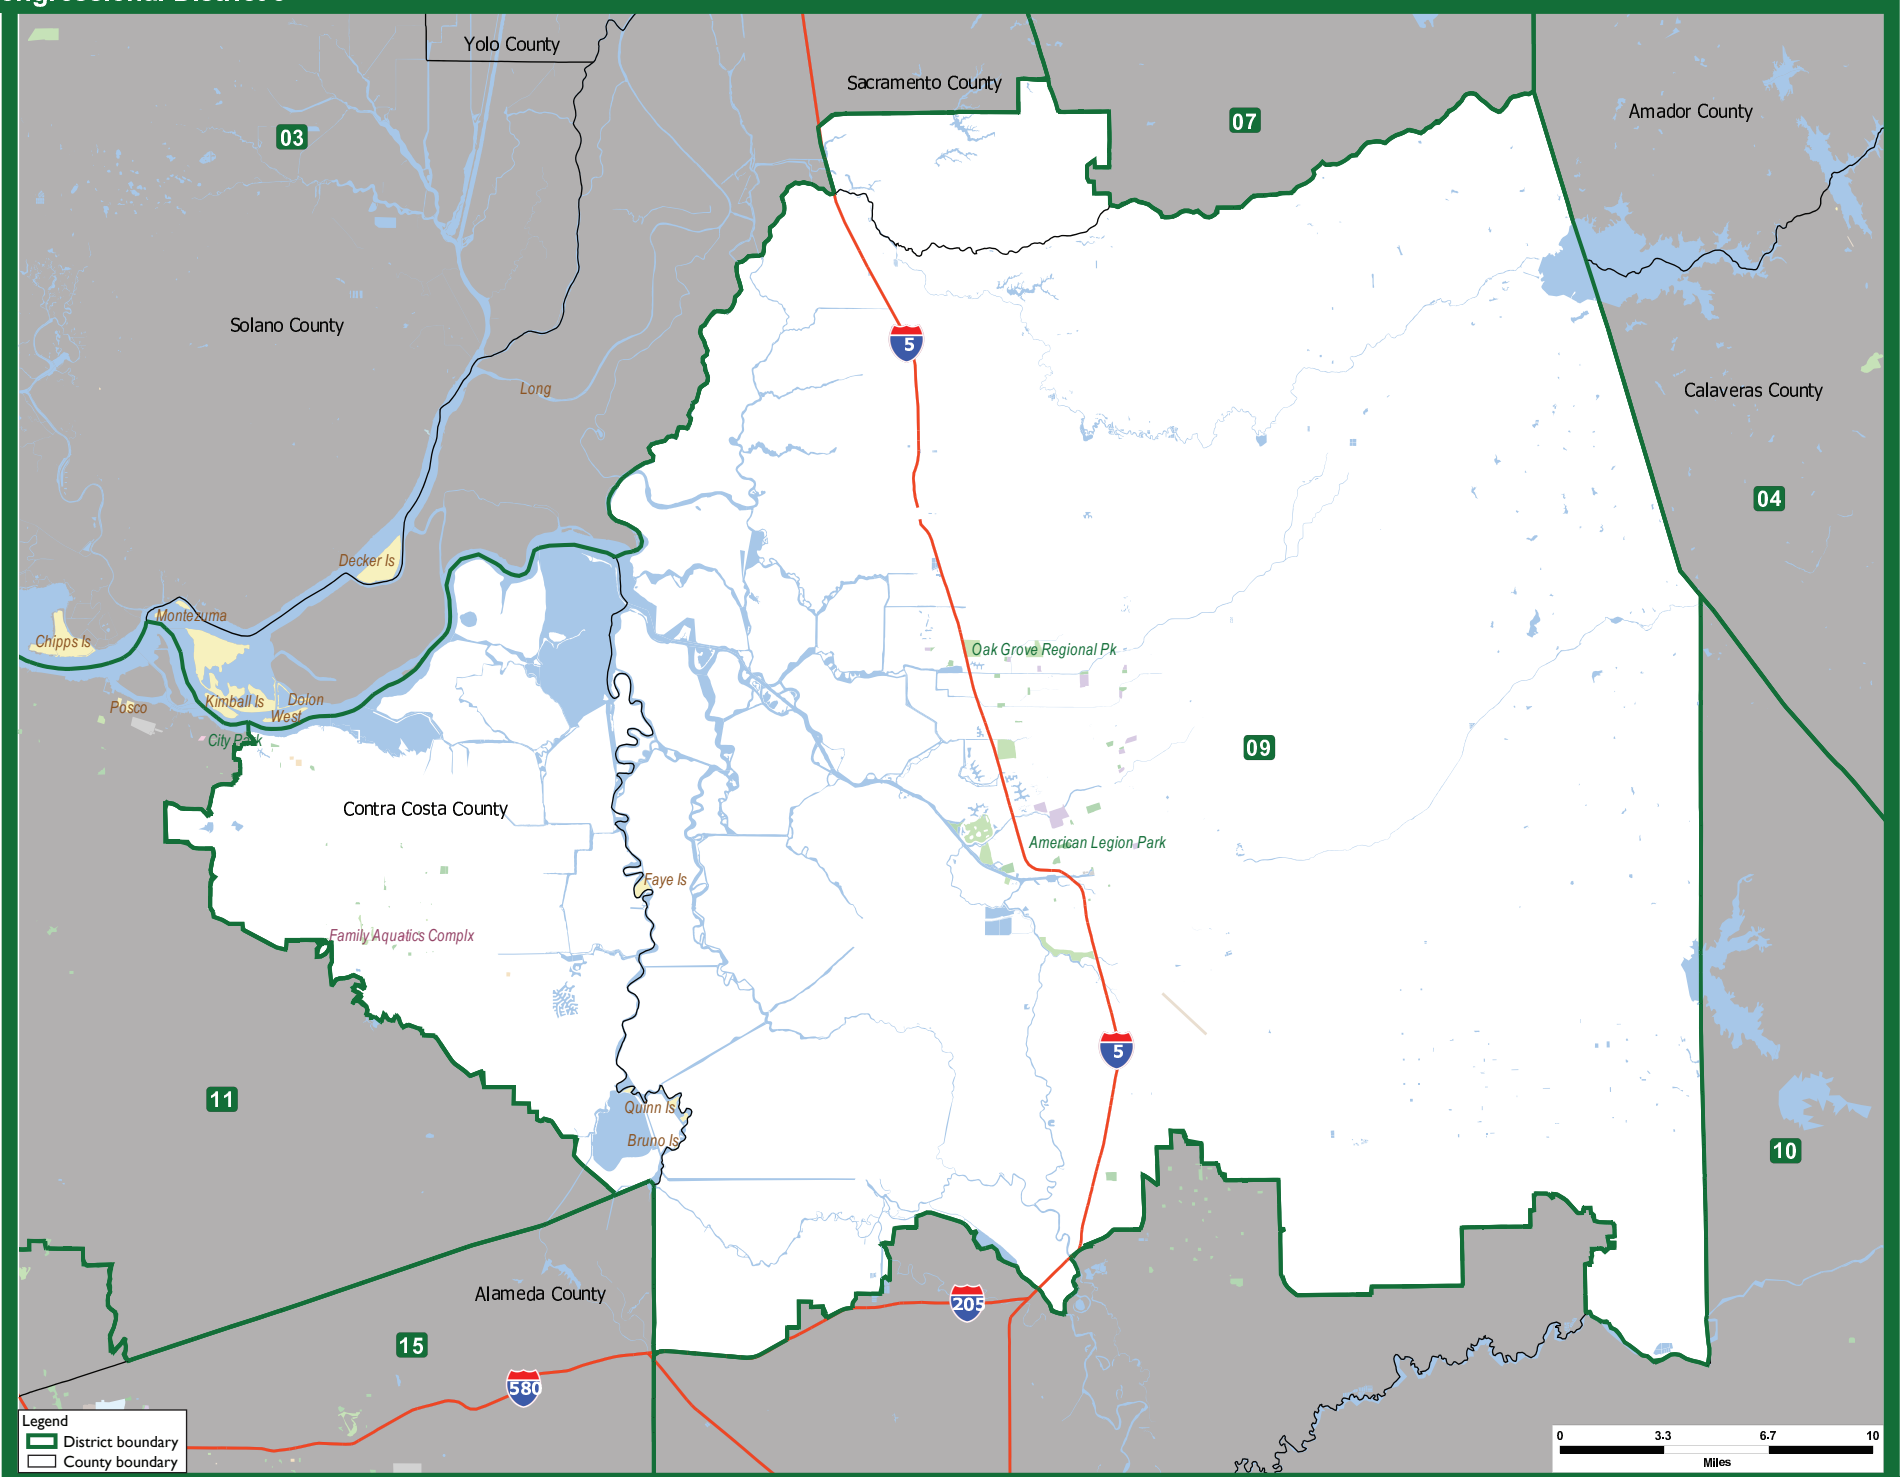 Yolo County
Sacramento County
Amador County
03
07
Solano County
5
Long
Calaveras County
04
Decker Is
Montezuma
Chipps Is
Oak Grove Regional Pk
Kimball Is
Dolon
Posco
West
City Park
09
Contra Costa County
American Legion Park
Faye Is
Family Aquatics Complx
5
11
Quinn Is
Bruno Is
10
Alameda County
205
15
580
Legend
District boundary
County boundary
0 3.3 6.7 10
Miles